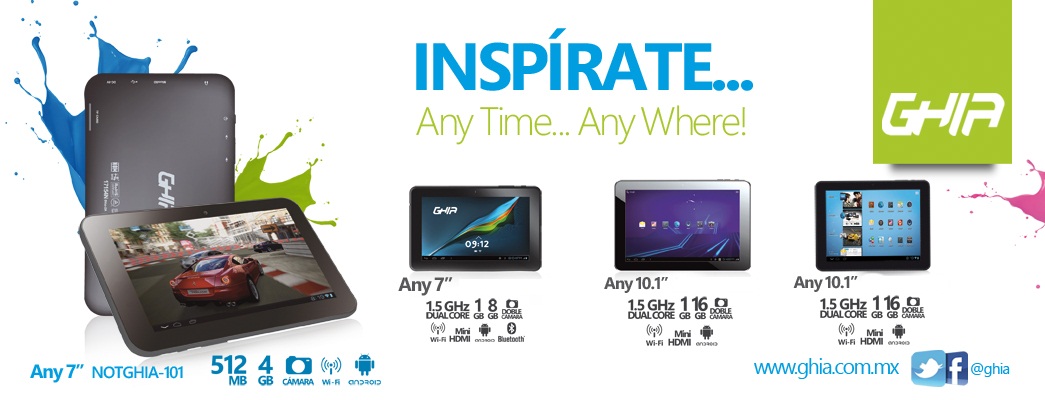 INSPÍRATE...
Any Time... Any Where!
GHIA
GHIA
GHIA
09:12
Any 7”
1.5 GHz DUAL CORE 1 GB 8 GB DOBLE CÁMARA
Wi-Fi Mini HDMI ANDROID Bluetooth
Any 10.1”
1.5 GHz DUAL CORE 1 GB 16 GB DOBLE CÁMARA
Wi-Fi Mini HDMI ANDROID
Any 10.1”
1.5 GHz DUAL CORE 1 GB 16 GB DOBLE CÁMARA
Wi-Fi Mini HDMI ANDROID
Any 7” NOTGHIA-101 512 MB 4 GB CÁMARA Wi-Fi ANDROID
www.ghia.com.mx f @ghia